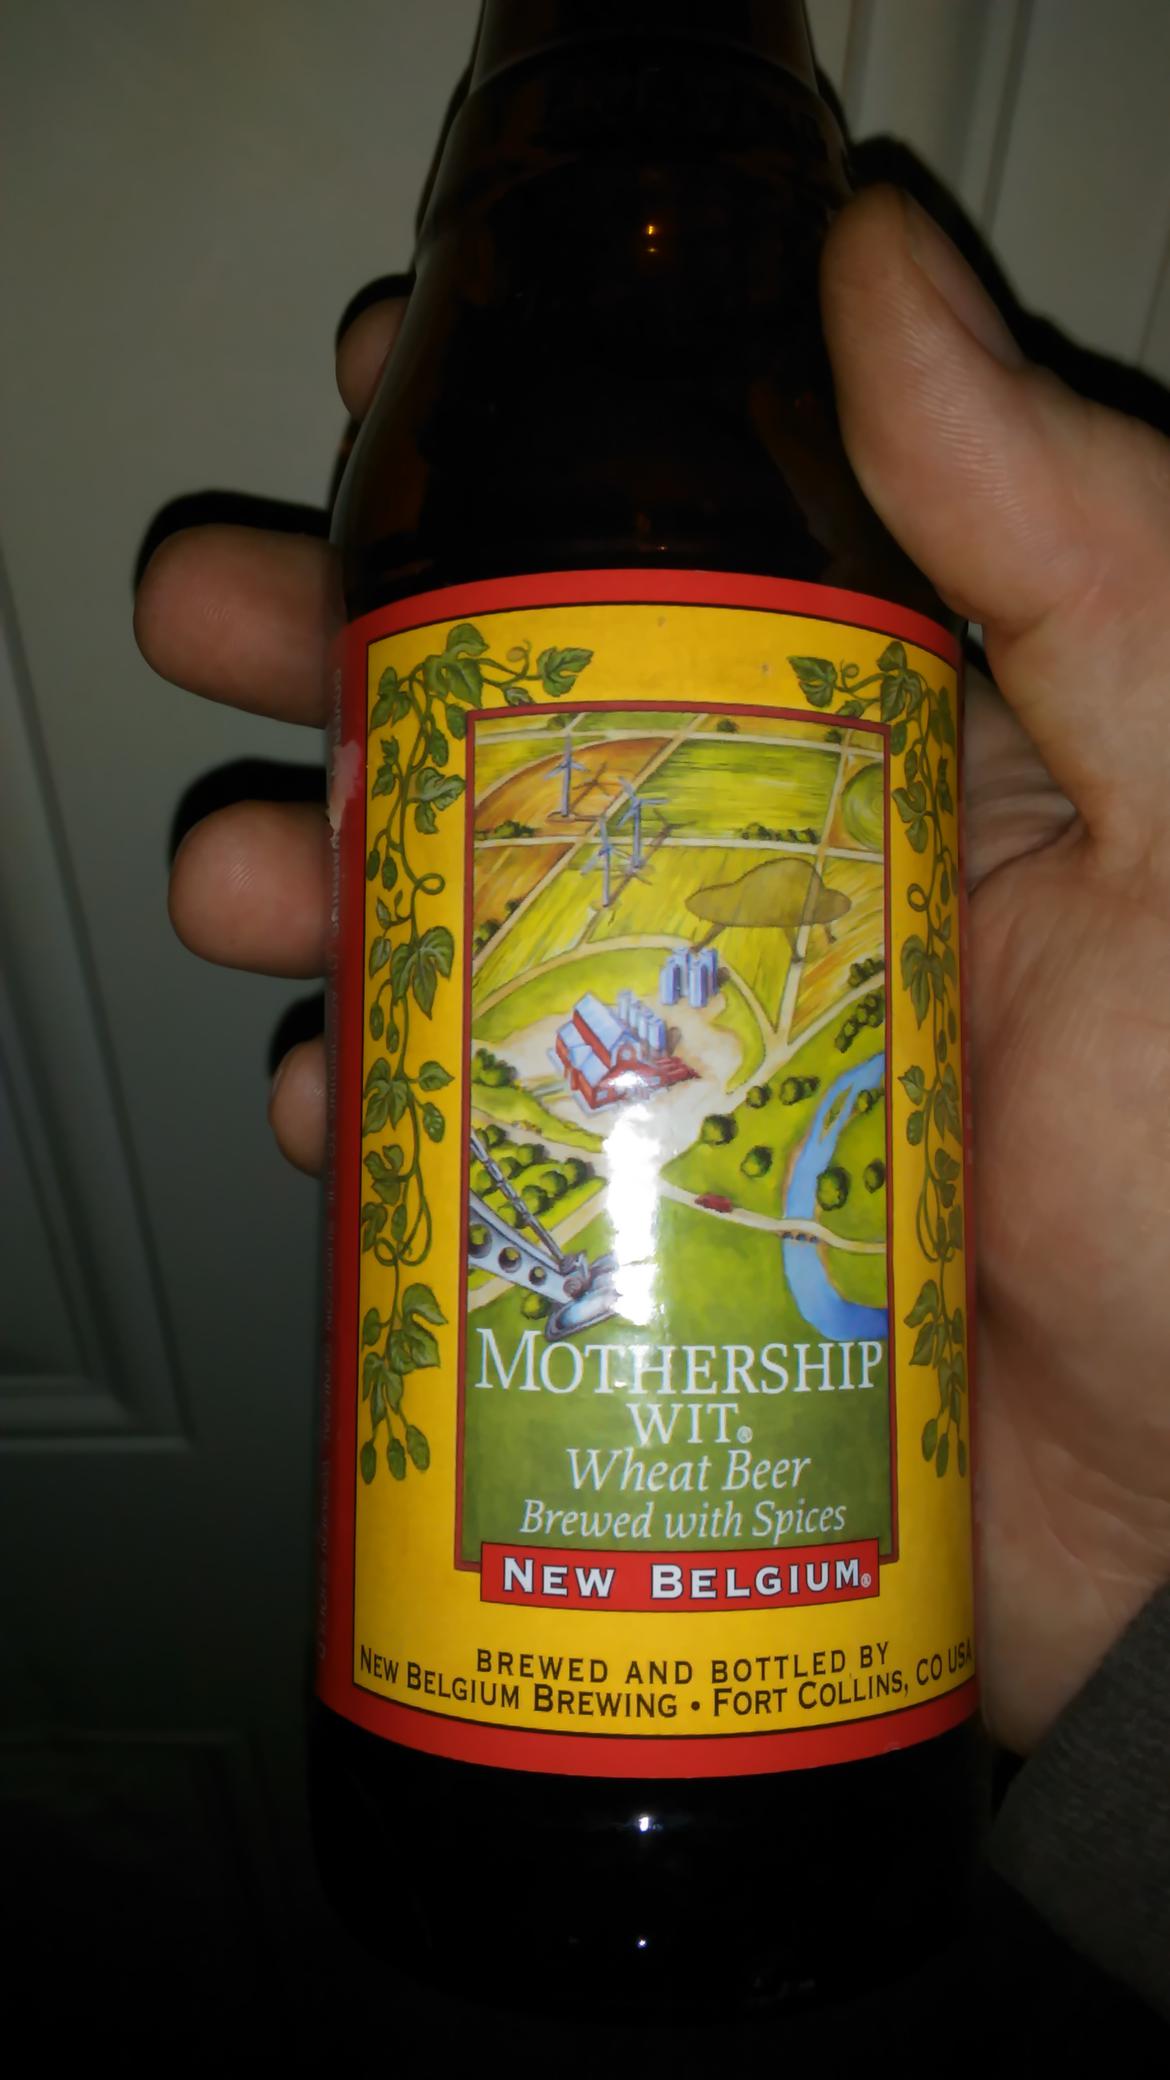 MOTHERSHIP
WIT®
Wheat Beer
Brewed with Spices
NEW BELGIUM®
BREWED AND BOTTLED BY
NEW BELGIUM BREWING • FORT COLLINS, CO USA